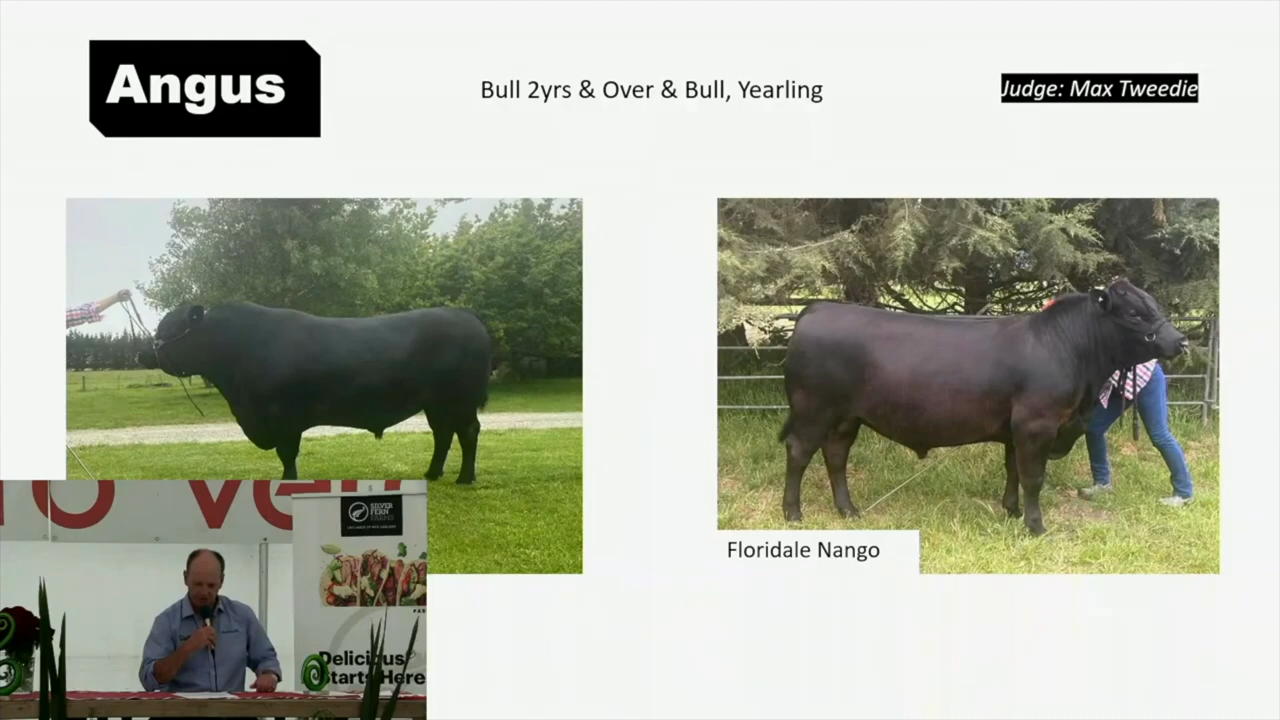 Angus
Bull 2yrs & Over & Bull, Yearling
Judge: Max Tweedie
Floridale Nango
SILVER
FERN
FARMS
Delicious
Starts Here